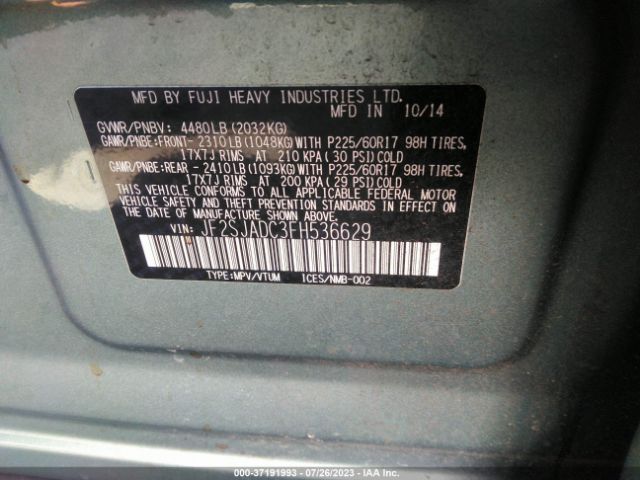 MFD BY FUJI HEAVY INDUSTRIES LTD.
MFD IN 10/14
GVWR/PNBV: 4480LB(2032KG)
GAWR/PNBE:FRONT- 2310LB(1048KG)WITH P225/60R17 98H TIRES,
17X7J RIMS AT 210 KPA(30 PSI)COLD
GAWR/PNBE:REAR - 2410LB(1093KG)WITH P225/60R17 98H TIRES,
17X7J RIMS AT 200 KPA(29 PSI)COLD
THIS VEHICLE CONFORMS TO ALL APPLICABLE FEDERAL MOTOR
VEHICLE SAFETY AND THEFT PREVENTION STANDARDS IN EFFECT
ON THE DATE OF MANUFACTURE SHOWN ABOVE.
VIN: JF2SJADC3FH536629
TYPE:MPV/VTUM ICES/NMB-002
000-37191993 - 07/26/2023 - IAA Inc.